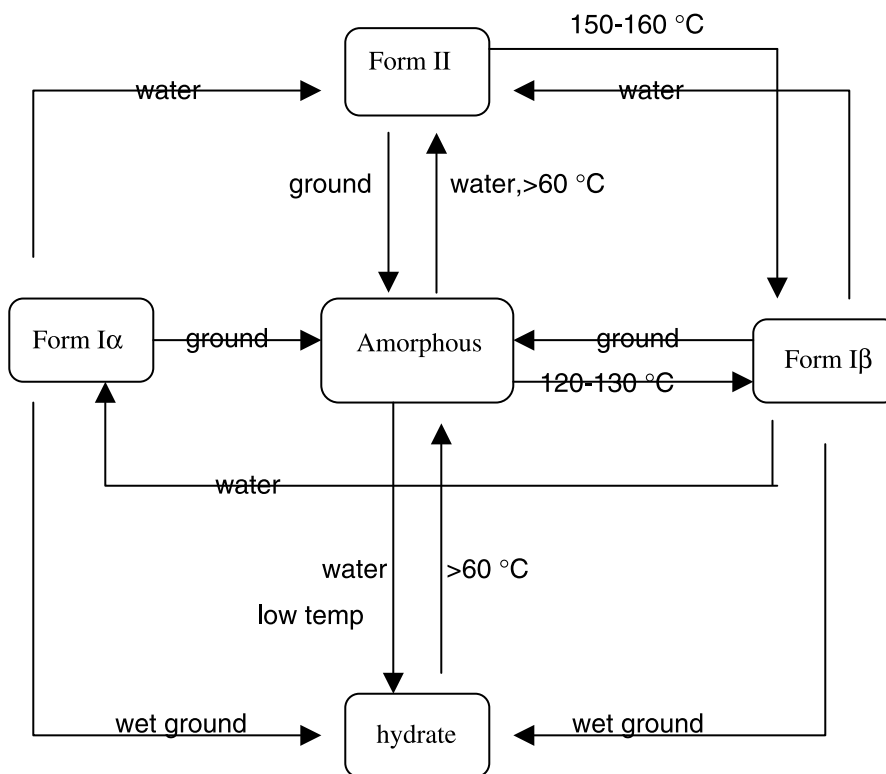 150-160 °C
Form II
water
water
ground
water,>60 °C
Form Iα
ground
Amorphous
ground
Form Iβ
120-130 °C
water
water
>60 °C
low temp
wet ground
hydrate
wet ground